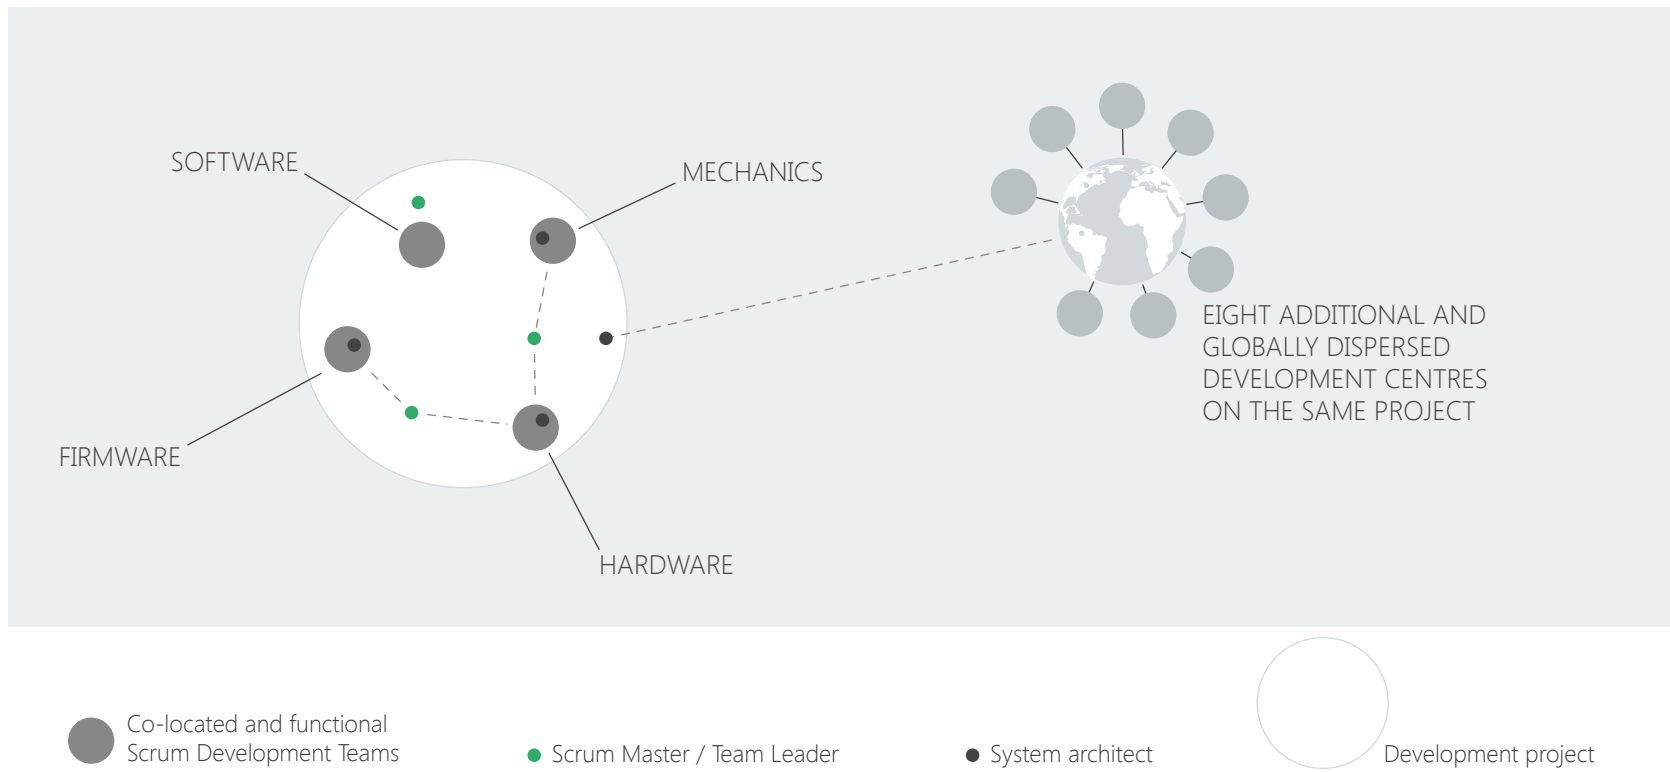 SOFTWARE
MECHANICS
EIGHT ADDITIONAL AND
GLOBALLY DISPERSED
DEVELOPMENT CENTRES
ON THE SAME PROJECT
FIRMWARE
HARDWARE
Co-located and functional
Scrum Development Teams
Scrum Master / Team Leader
System architect
Development project